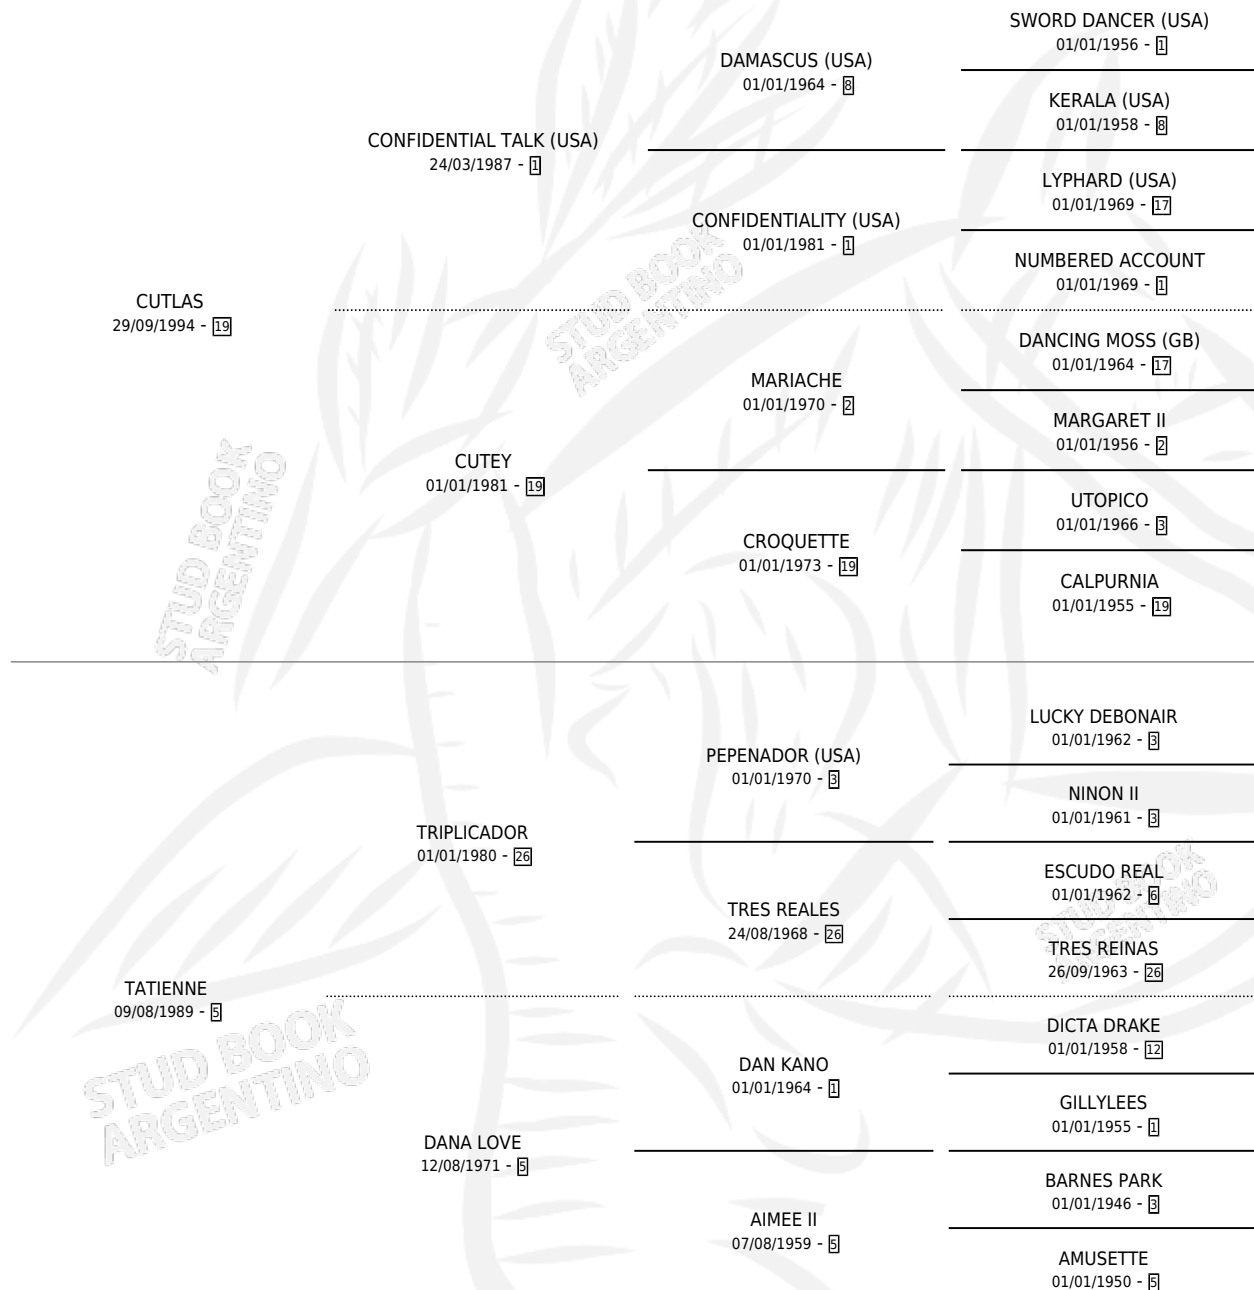 SWORD DANCER (USA)
01/01/1956 - 1
DAMASCUS (USA)
01/01/1964 - 8
KERALA (USA)
01/01/1958 - 8
CONFIDENTIAL TALK (USA)
24/03/1987 - 1
LYPHARD (USA)
01/01/1969 - 17
CONFIDENTIALITY (USA)
01/01/1981 - 1
NUMBERED ACCOUNT
01/01/1969 - 1
CUTLAS
29/09/1994 - 19
DANCING MOSS (GB)
01/01/1964 - 17
MARIACHE
01/01/1970 - 2
MARGARET II
01/01/1956 - 2
CUTEY
01/01/1981 - 19
UTOPICO
01/01/1966 - 3
CROQUETTE
01/01/1973 - 19
CALPURNIA
01/01/1955 - 19
LUCKY DEBONAIR
01/01/1962 - 3
PEPENADOR (USA)
01/01/1970 - 3
NINON II
01/01/1961 - 3
TRIPLICADOR
01/01/1980 - 26
ESCUDO REAL
01/01/1962 - 6
TRES REALES
24/08/1968 - 26
TRES REINAS
26/09/1963 - 26
TATIENNE
09/08/1989 - 5
DICTA DRAKE
01/01/1958 - 12
DAN KANO
01/01/1964 - 1
GILLYLEES
01/01/1955 - 1
DANA LOVE
12/08/1971 - 5
BARNES PARK
01/01/1946 - 3
AIMEE II
07/08/1959 - 5
AMUSETTE
01/01/1950 - 5
STUD BOOK
ARGENTINO
STUD BOOK
ARGENTINO
STUD BOOK
ARGENTINO
STUD BOOK
ARGENTINO